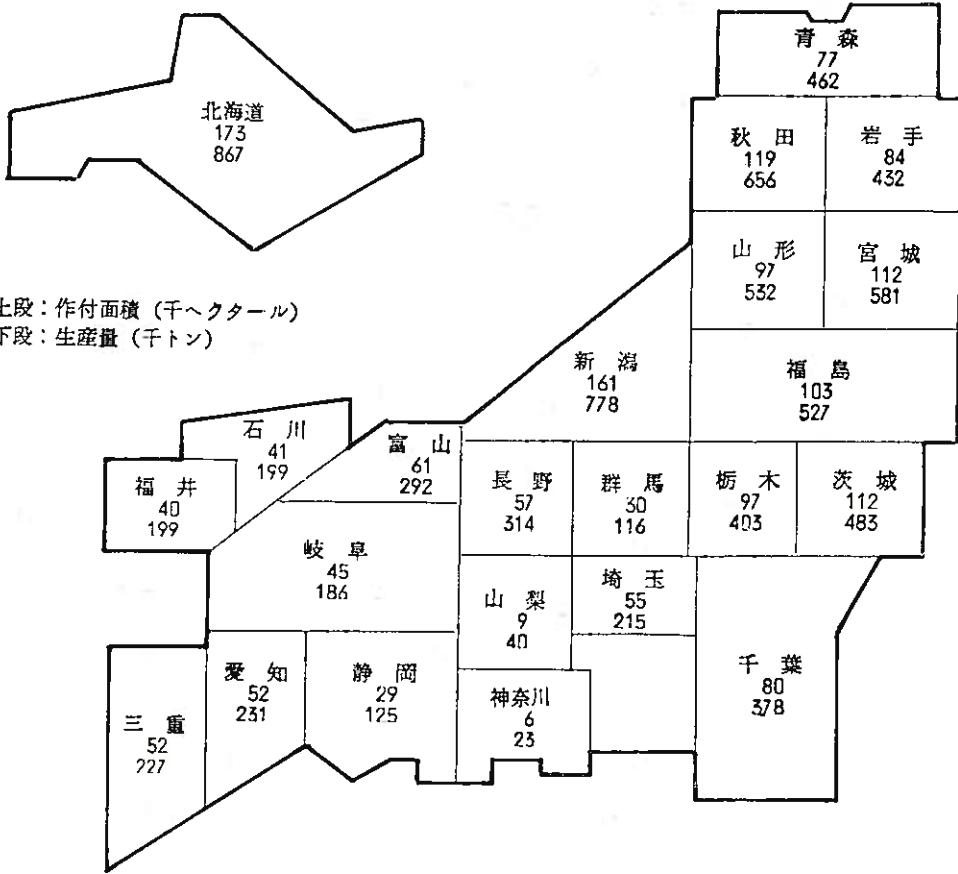 青森
77
462
北海道
173
867
秋田
119
656
岩手
84
432
山形
97
532
宮城
112
581
上段：作付面積（千ヘクタール）
下段：生産量（千トン）
新潟
161
778
福島
103
527
石川
41
199
富山
61
292
福井
40
199
長野
57
314
群馬
30
116
栃木
97
403
茨城
112
483
岐阜
45
186
山梨
9
40
埼玉
55
215
愛知
52
231
静岡
29
125
神奈川
6
23
千葉
80
378
三重
52
227